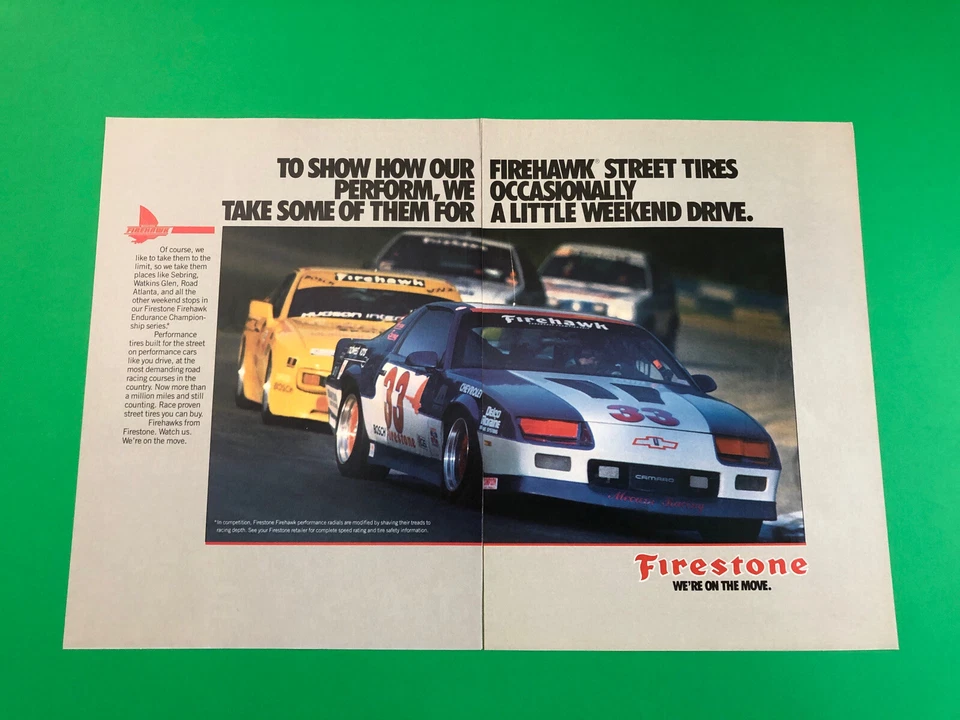 TO SHOW HOW OUR FIREHAWK® STREET TIRES
PERFORM, WE OCCASIONALLY
TAKE SOME OF THEM FOR A LITTLE WEEKEND DRIVE.
FIREHAWK
Of course, we
like to take them to the
limit, so we take them
places like Sebring,
Watkins Glen, Road
Atlanta, and all the
other weekend stops in
our Firestone Firehawk
Endurance Champion-
ship series.*
Performance
tires built for the street
on performance cars
like you drive, at the
most demanding road
racing courses in the
country. Now more than
a million miles and still
counting. Race proven
street tires you can buy.
Firehawks from
Firestone. Watch us.
We're on the move.
Firestone
Firehawk
Hudson
BOSCH
Firehawk
33
CHEVROLET
Delco
BOSCH
Firestone
33
CAMARO
*In competition, Firestone Firehawk performance radials are modified by shaving their treads to
racing depth. See your Firestone retailer for complete speed rating and tire safety information.
Firestone
WE'RE ON THE MOVE.